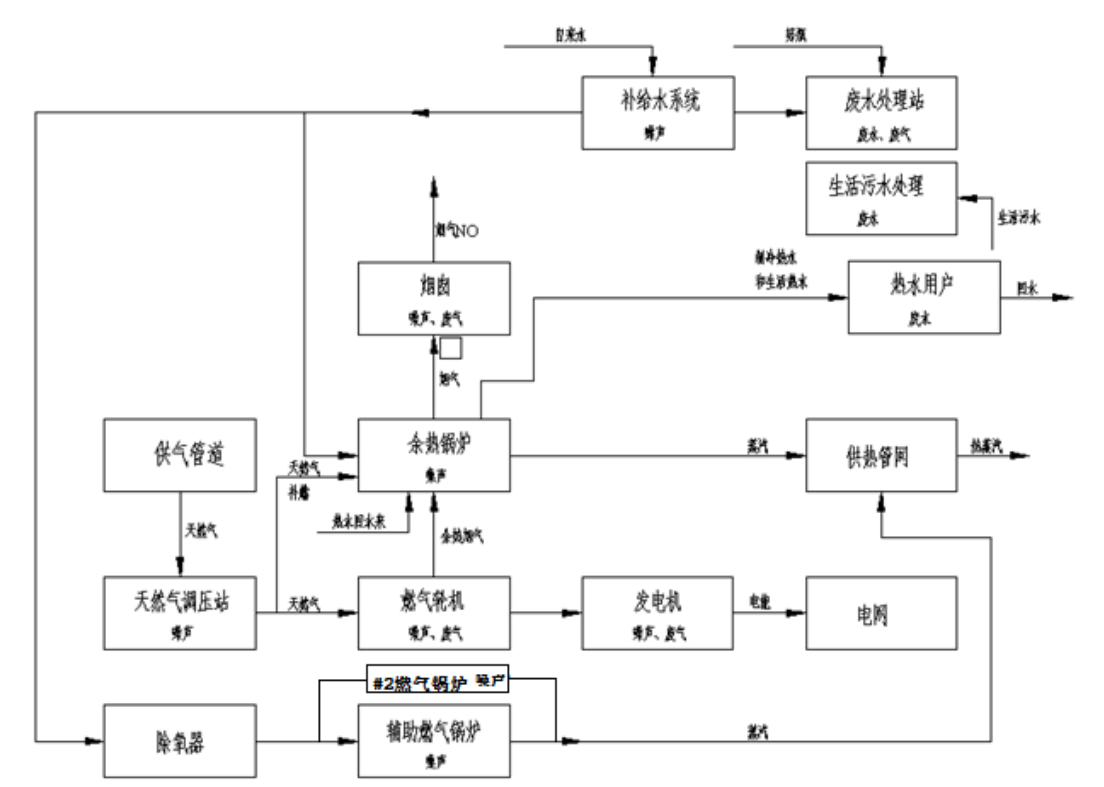 自来水
补给水系统
噪声
废水处理站
废水、废气
生活污水处理
废水
生活污水
烟气NO
烟囱
噪声、废气
烟气
制冷热水
和生活热水
热水用户
废水
回水
供气管道
天然气
余热锅炉
噪声
天然气
补燃
热水回水来
余热烟气
蒸汽
供热管网
热蒸汽
天然气调压站
噪声
天然气
燃气轮机
噪声、废气
发电机
噪声、废气
电能
电网
#2燃气锅炉 噪声
除氧器
辅助燃气锅炉
噪声
蒸汽